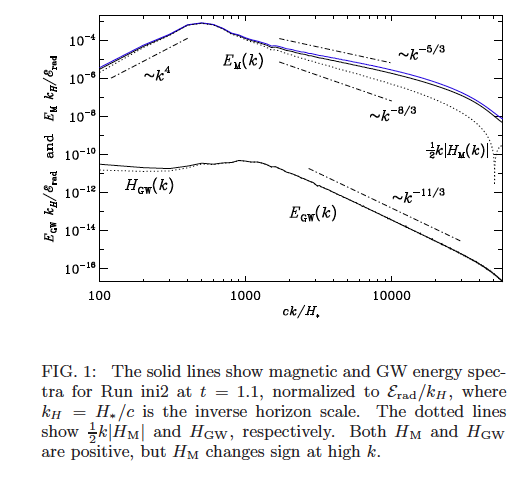 10⁻⁴
10⁻⁶
10⁻⁸
10⁻¹⁰
10⁻¹²
10⁻¹⁴
10⁻¹⁶
E_GW k_H/ℰ_rad and E_M k_H/ℰ_rad
~k⁴
E_M(k)
~k^−5/3
~k^−8/3
½k|H_M(k)|
H_GW(k)
E_GW(k)
~k^−11/3
100 1000 10000
ck/H_*
FIG. 1: The solid lines show magnetic and GW energy spec-
tra for Run ini2 at t = 1.1, normalized to ℰ_rad/k_H, where
k_H = H_*/c is the inverse horizon scale. The dotted lines
show ½k|H_M| and H_GW, respectively. Both H_M and H_GW
are positive, but H_M changes sign at high k.